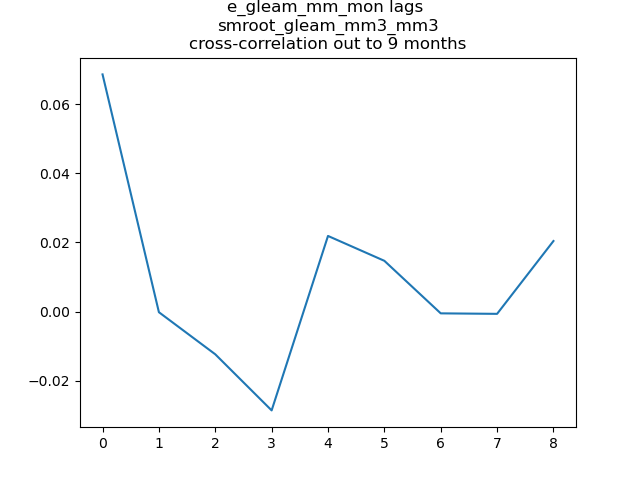 e_gleam_mm_mon lags
smroot_gleam_mm3_mm3
cross-correlation out to 9 months
0.06
0.04
0.02
0.00
−0.02
0 1 2 3 4 5 6 7 8